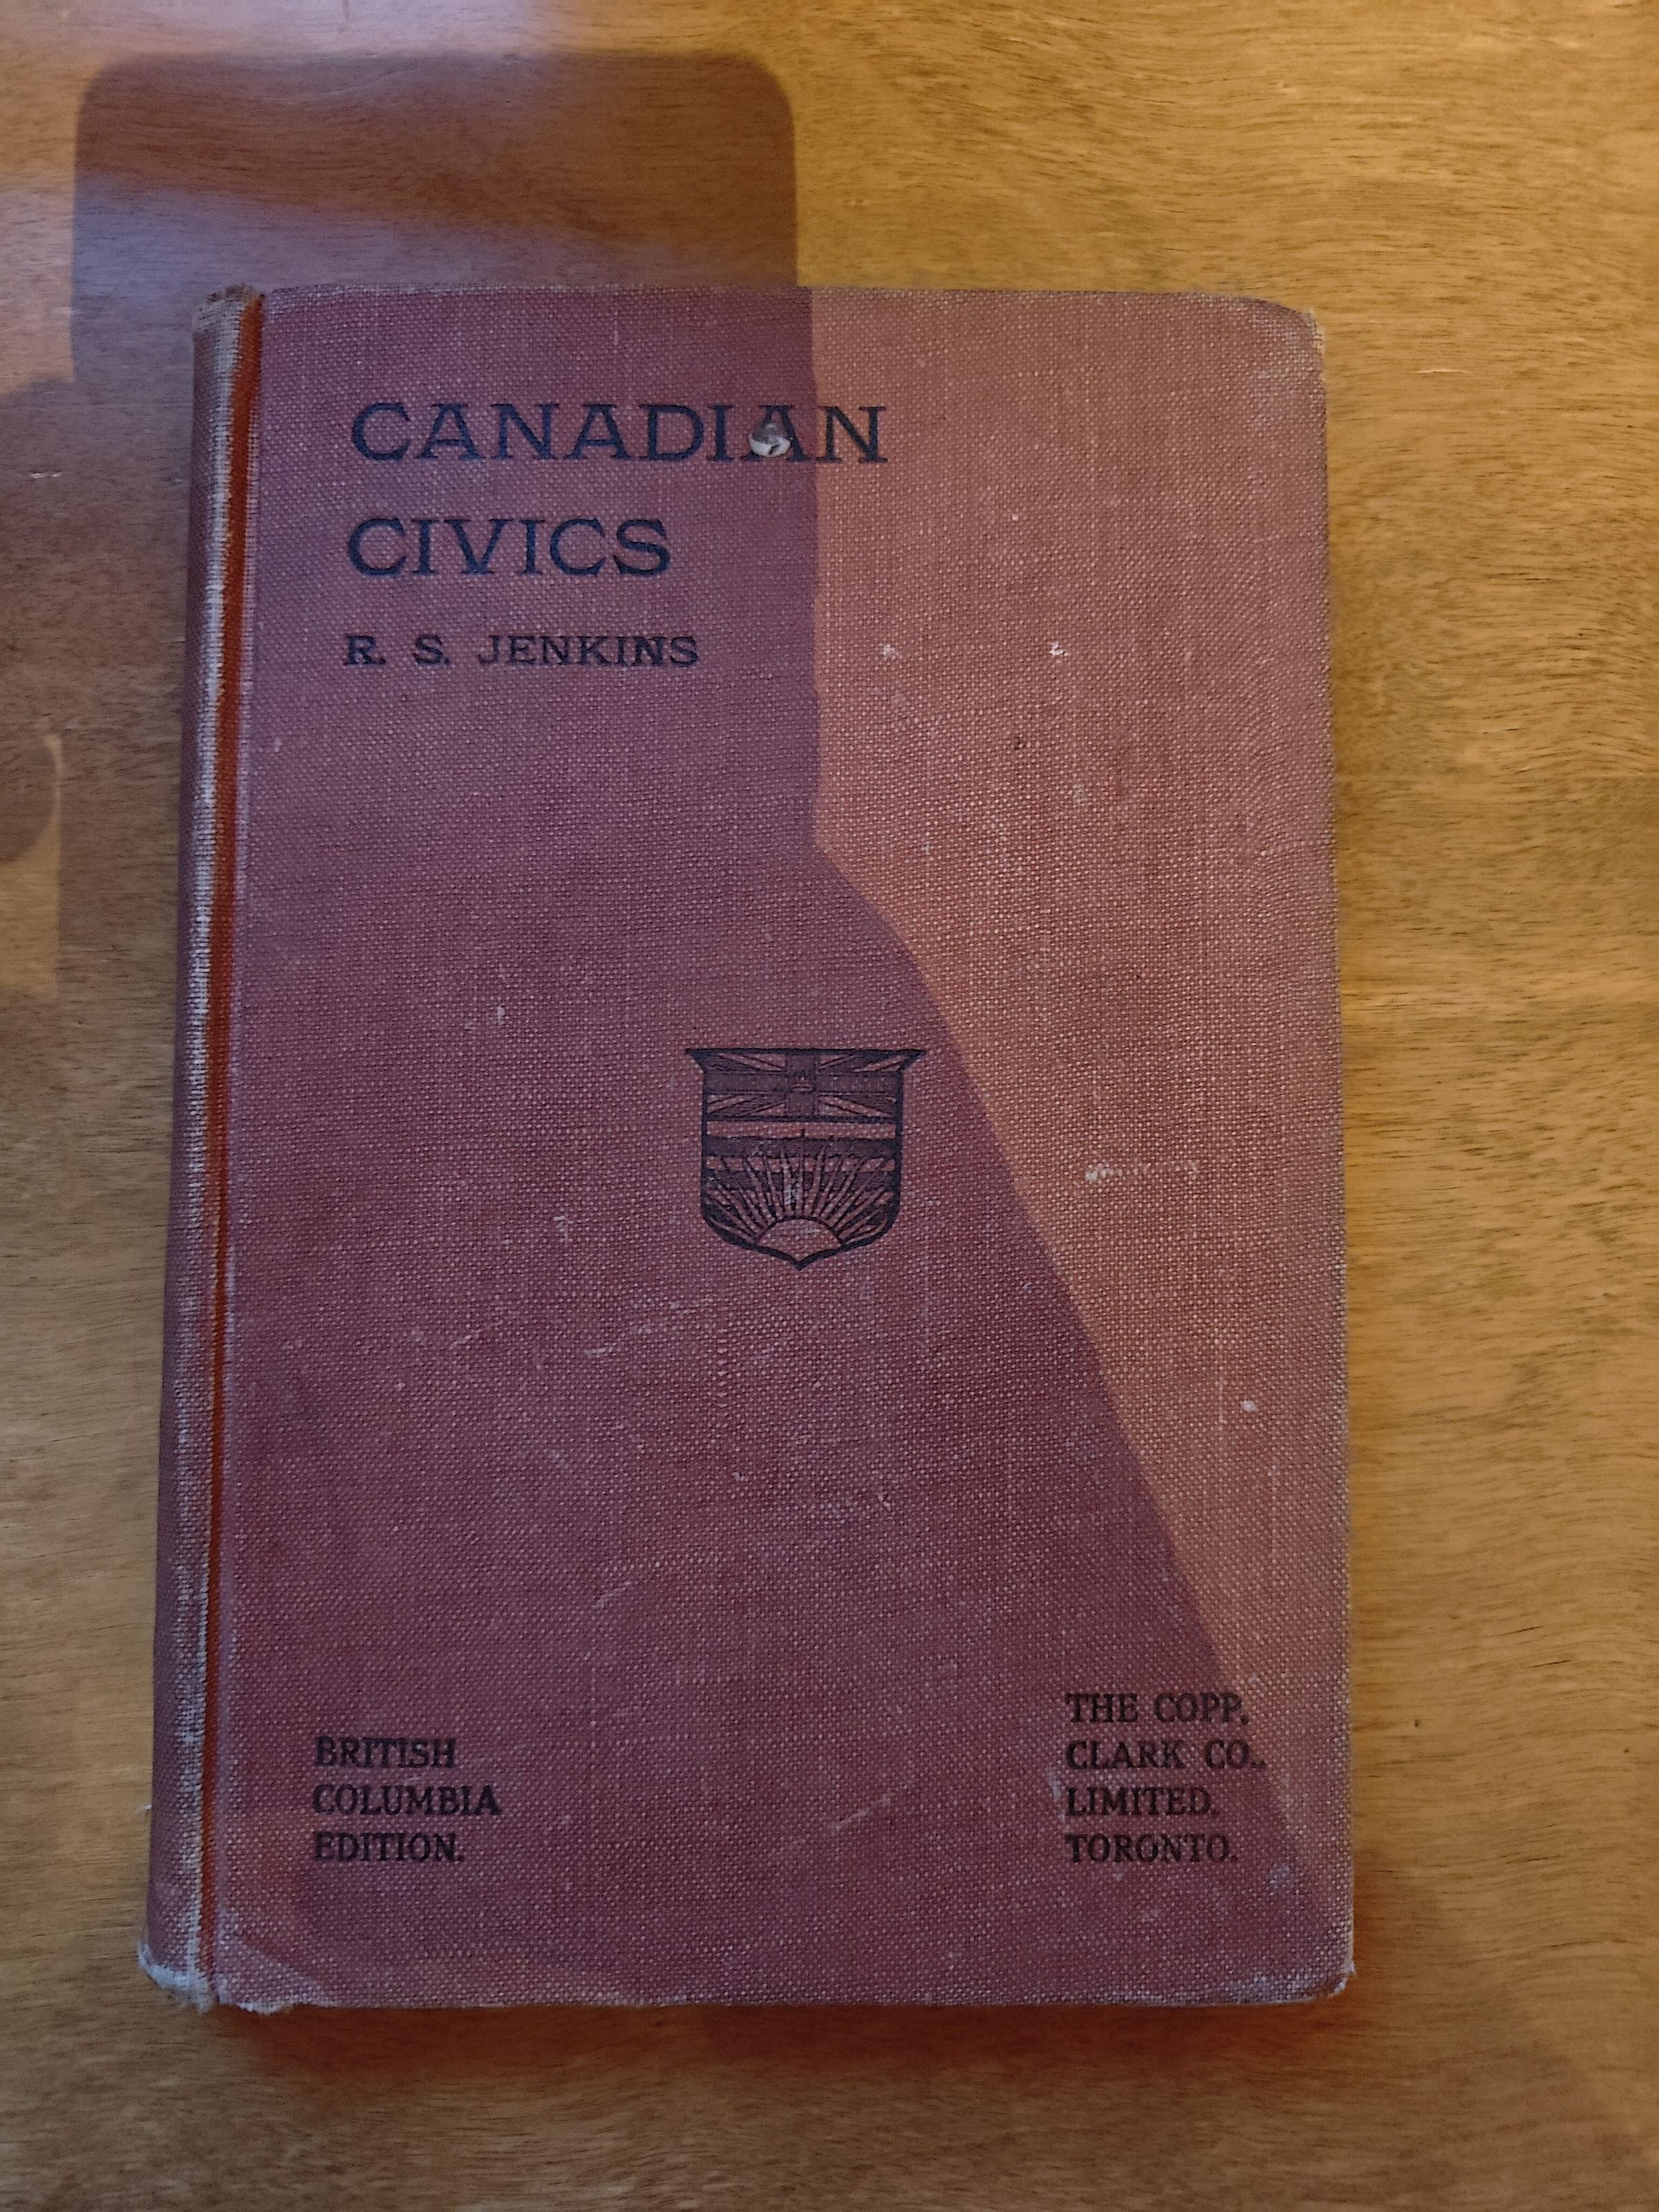 CANADIAN
CIVICS
R. S. JENKINS
BRITISH
COLUMBIA
EDITION.
THE COPP,
CLARK CO.,
LIMITED.
TORONTO.